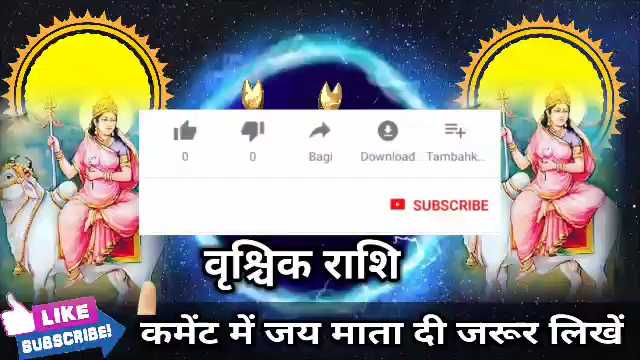 0 0 Bagi Download Tambahk...
SUBSCRIBE
वृश्चिक राशि
LIKE
SUBSCRIBE!
कमेंट में जय माता दी जरूर लिखें